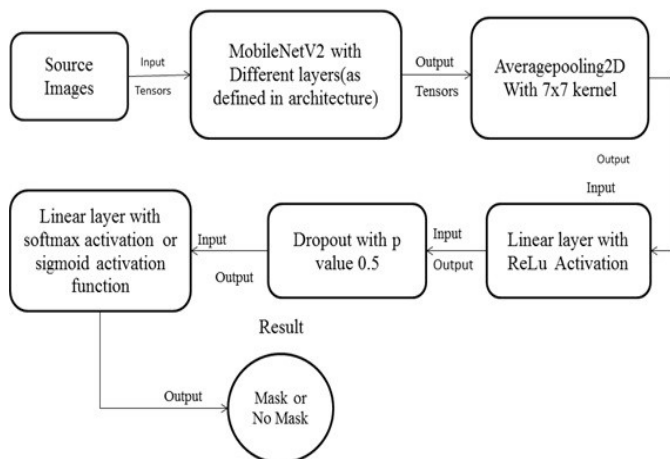 Source
Images
Input
Tensors
MobileNetV2 with
Different layers(as
defined in architecture)
Output
Tensors
Averagepooling2D
With 7x7 kernel
Output
Input
Linear layer with
ReLu Activation
Input
Output
Dropout with p
value 0.5
Input
Output
Linear layer with
softmax activation or
sigmoid activation
function
Result
Output
Mask or
No Mask